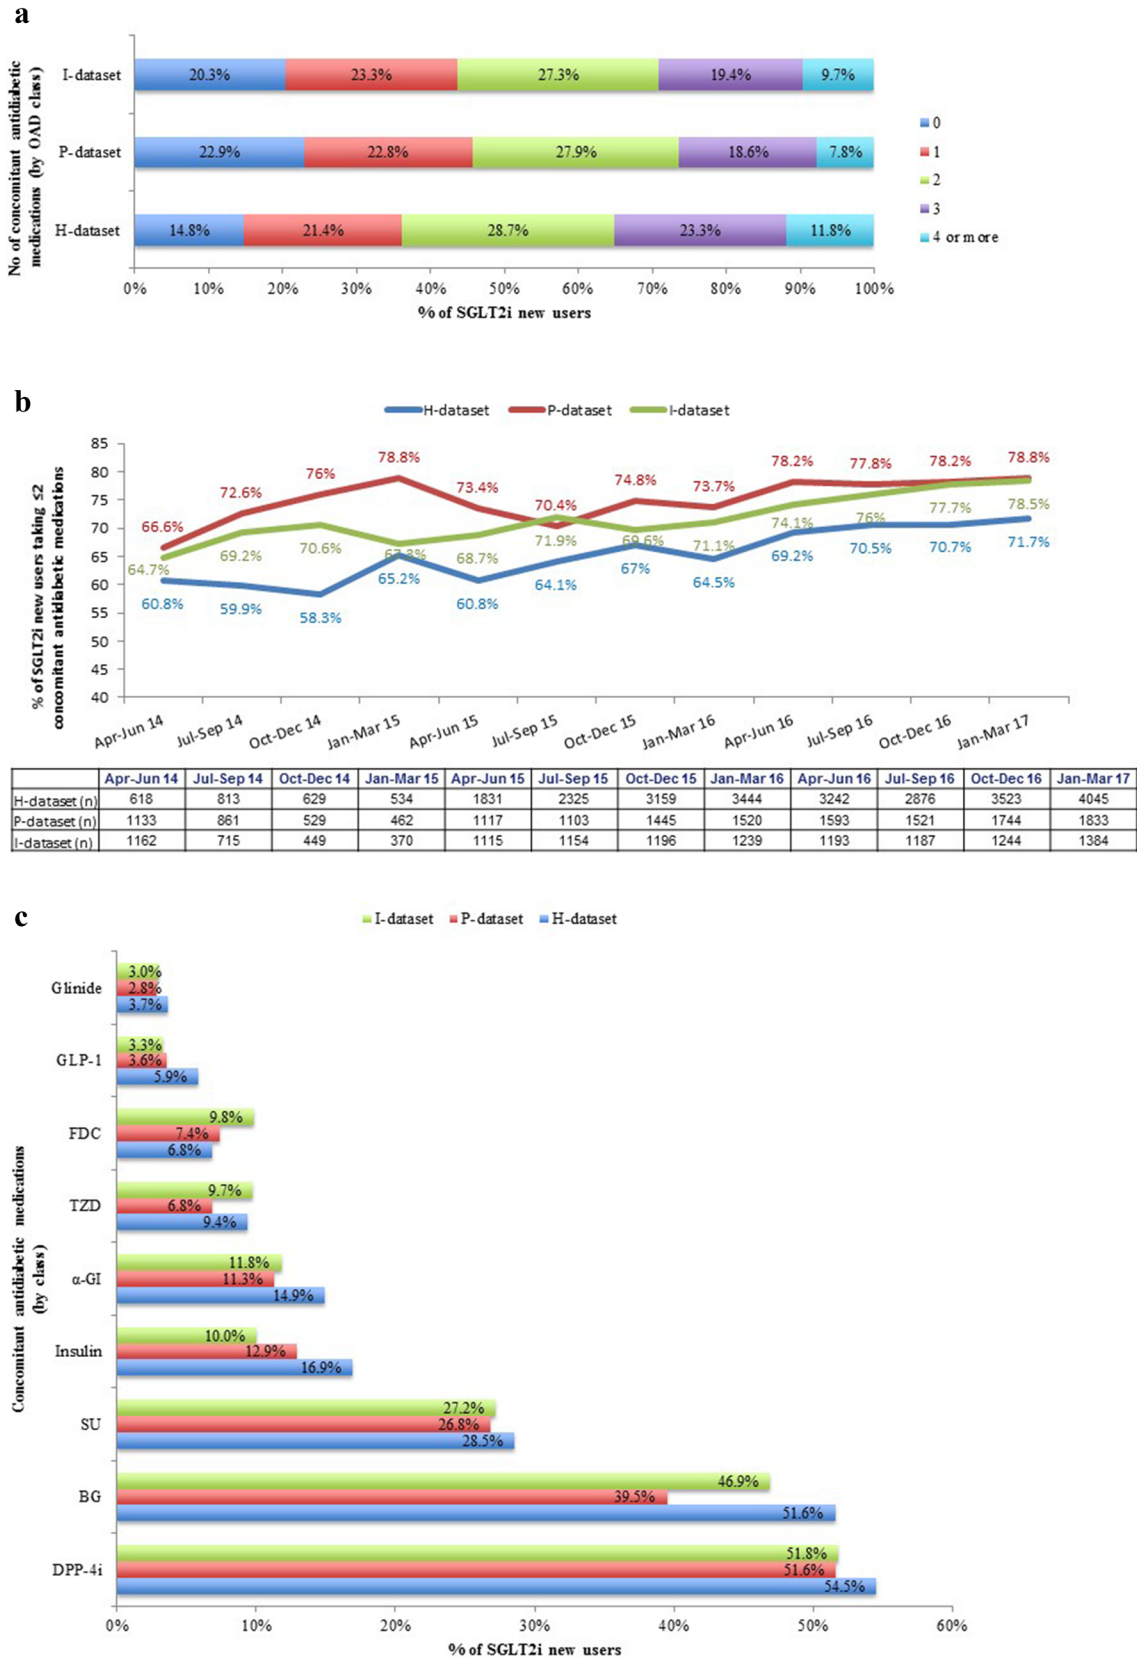 a
No of concomitant antidiabetic
medications (by OAD class)
I-dataset
20.3% 23.3% 27.3% 19.4% 9.7%
P-dataset
22.9% 22.8% 27.9% 18.6% 7.8%
H-dataset
14.8% 21.4% 28.7% 23.3% 11.8%
0
1
2
3
4 or more
0% 10% 20% 30% 40% 50% 60% 70% 80% 90% 100%
% of SGLT2i new users
b
H-dataset P-dataset I-dataset
% of SGLT2i new users taking ≤2
concomitant antidiabetic medications
85
80
75
70
65
60
55
50
45
40
66.6% 72.6% 76% 78.8% 73.4% 70.4% 74.8% 73.7% 78.2% 77.8% 78.2% 78.8%
64.7% 69.2% 70.6% 67.3% 68.7% 71.9% 69.6% 71.1% 74.1% 76% 77.7% 78.5%
60.8% 59.9% 58.3% 65.2% 60.8% 64.1% 67% 64.5% 69.2% 70.5% 70.7% 71.7%
Apr-Jun 14 Jul-Sep 14 Oct-Dec 14 Jan-Mar 15 Apr-Jun 15 Jul-Sep 15 Oct-Dec 15 Jan-Mar 16 Apr-Jun 16 Jul-Sep 16 Oct-Dec 16 Jan-Mar 17
Apr-Jun 14 Jul-Sep 14 Oct-Dec 14 Jan-Mar 15 Apr-Jun 15 Jul-Sep 15 Oct-Dec 15 Jan-Mar 16 Apr-Jun 16 Jul-Sep 16 Oct-Dec 16 Jan-Mar 17
H-dataset (n) 618 813 629 534 1831 2325 3159 3444 3242 2876 3523 4045
P-dataset (n) 1133 861 529 462 1117 1103 1445 1520 1593 1521 1744 1833
I-dataset (n) 1162 715 449 370 1115 1154 1196 1239 1193 1187 1244 1384
c
I-dataset P-dataset H-dataset
Concomitant antidiabetic medications
(by class)
Glinide
3.0%
2.8%
3.7%
GLP-1
3.3%
3.6%
5.9%
FDC
9.8%
7.4%
6.8%
TZD
9.7%
6.8%
9.4%
α-GI
11.8%
11.3%
14.9%
Insulin
10.0%
12.9%
16.9%
SU
27.2%
26.8%
28.5%
BG
46.9%
39.5%
51.6%
DPP-4i
51.8%
51.6%
54.5%
0% 10% 20% 30% 40% 50% 60%
% of SGLT2i new users